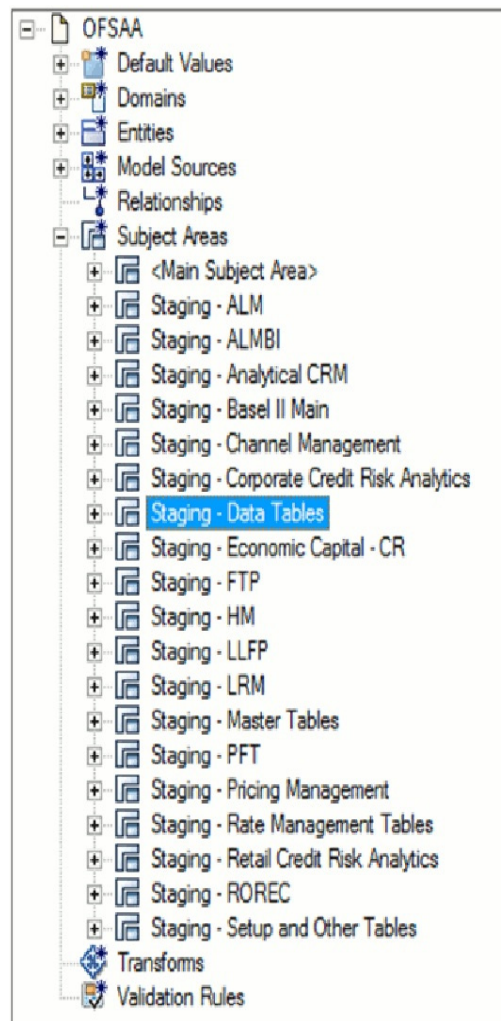 OFSAA
Default Values
Domains
Entities
Model Sources
Relationships
Subject Areas
<Main Subject Area>
Staging - ALM
Staging - ALMBI
Staging - Analytical CRM
Staging - Basel II Main
Staging - Channel Management
Staging - Corporate Credit Risk Analytics
Staging - Data Tables
Staging - Economic Capital - CR
Staging - FTP
Staging - HM
Staging - LLFP
Staging - LRM
Staging - Master Tables
Staging - PFT
Staging - Pricing Management
Staging - Rate Management Tables
Staging - Retail Credit Risk Analytics
Staging - ROREC
Staging - Setup and Other Tables
Transforms
Validation Rules